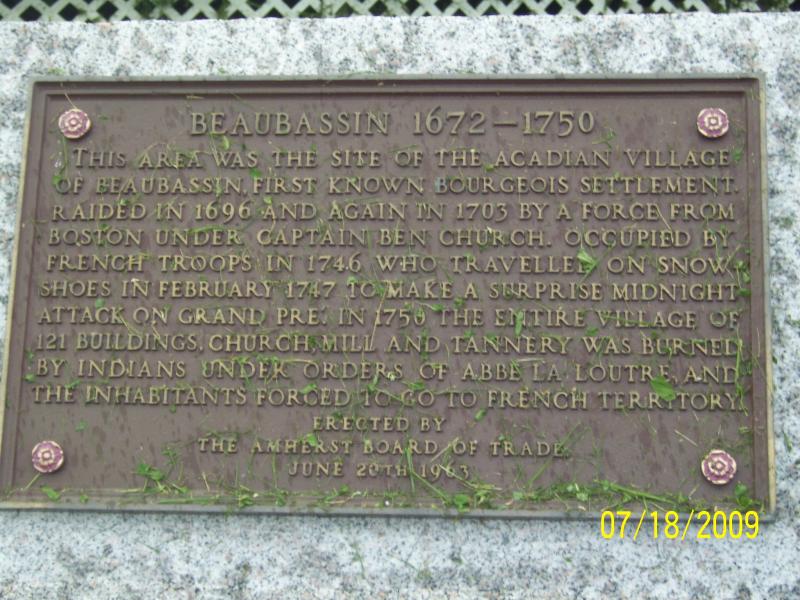 BEAUBASSIN 1672-1750
THIS AREA WAS THE SITE OF THE ACADIAN VILLAGE
OF BEAUBASSIN, FIRST KNOWN BOURGEOIS SETTLEMENT.
RAIDED IN 1696 AND AGAIN IN 1703 BY A FORCE FROM
BOSTON UNDER CAPTAIN BEN CHURCH. OCCUPIED BY
FRENCH TROOPS IN 1746 WHO TRAVELLED ON SNOW
SHOES IN FEBRUARY 1747 TO MAKE A SURPRISE MIDNIGHT
ATTACK ON GRAND PRE. IN 1750 THE ENTIRE VILLAGE OF
121 BUILDINGS, CHURCH, MILL AND TANNERY WAS BURNED
BY INDIANS UNDER ORDERS OF ABBE LA LOUTRE, AND
THE INHABITANTS FORCED TO GO TO FRENCH TERRITORY.
ERECTED BY
THE AMHERST BOARD OF TRADE.
JUNE 20TH 1963
07/18/2009